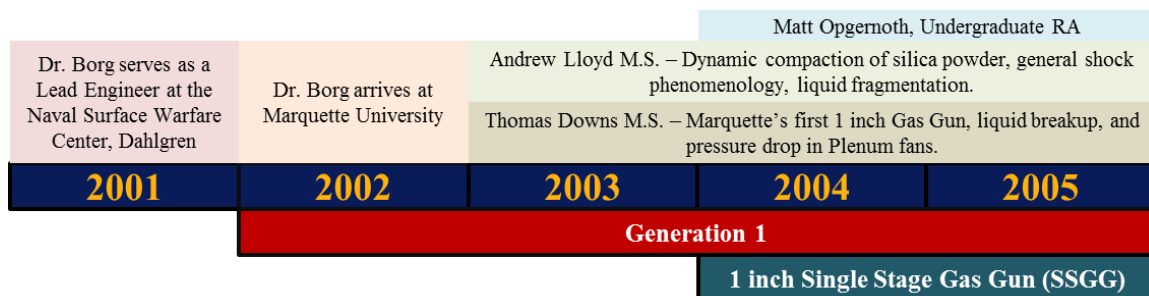 Matt Opgernoth, Undergraduate RA
Dr. Borg serves as a
Lead Engineer at the
Naval Surface Warfare
Center, Dahlgren
Dr. Borg arrives at
Marquette University
Andrew Lloyd M.S. – Dynamic compaction of silica powder, general shock
phenomenology, liquid fragmentation.
Thomas Downs M.S. – Marquette's first 1 inch Gas Gun, liquid breakup, and
pressure drop in Plenum fans.
2001
2002
2003
2004
2005
Generation 1
1 inch Single Stage Gas Gun (SSGG)